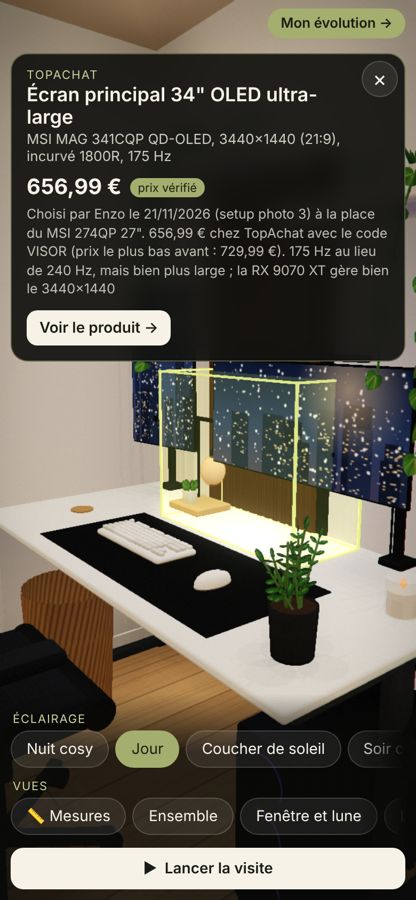 Mon évolution →
TOPACHAT
Écran principal 34" OLED ultra-
large
MSI MAG 341CQP QD-OLED, 3440×1440 (21:9),
incurvé 1800R, 175 Hz
656,99 € prix vérifié
Choisi par Enzo le 21/11/2026 (setup photo 3) à la place
du MSI 274QP 27". 656,99 € chez TopAchat avec le code
VISOR (prix le plus bas avant : 729,99 €). 175 Hz au lieu
de 240 Hz, mais bien plus large ; la RX 9070 XT gère bien
le 3440×1440
Voir le produit →
ÉCLAIRAGE
Nuit cosy Jour Coucher de soleil Soir
VUES
Mesures Ensemble Fenêtre et lune
Lancer la visite